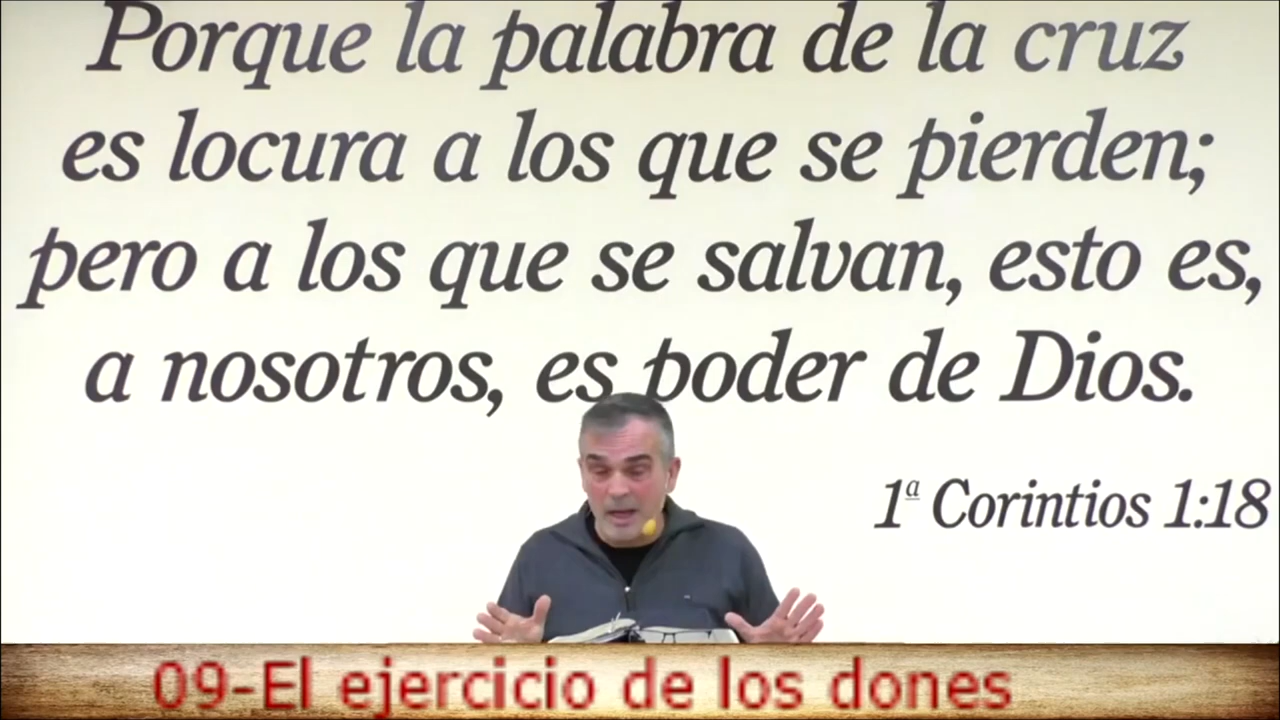 Porque la palabra de la cruz
es locura a los que se pierden;
pero a los que se salvan, esto es,
a nosotros, es poder de Dios.
1ª Corintios 1:18
09-El ejercicio de los dones